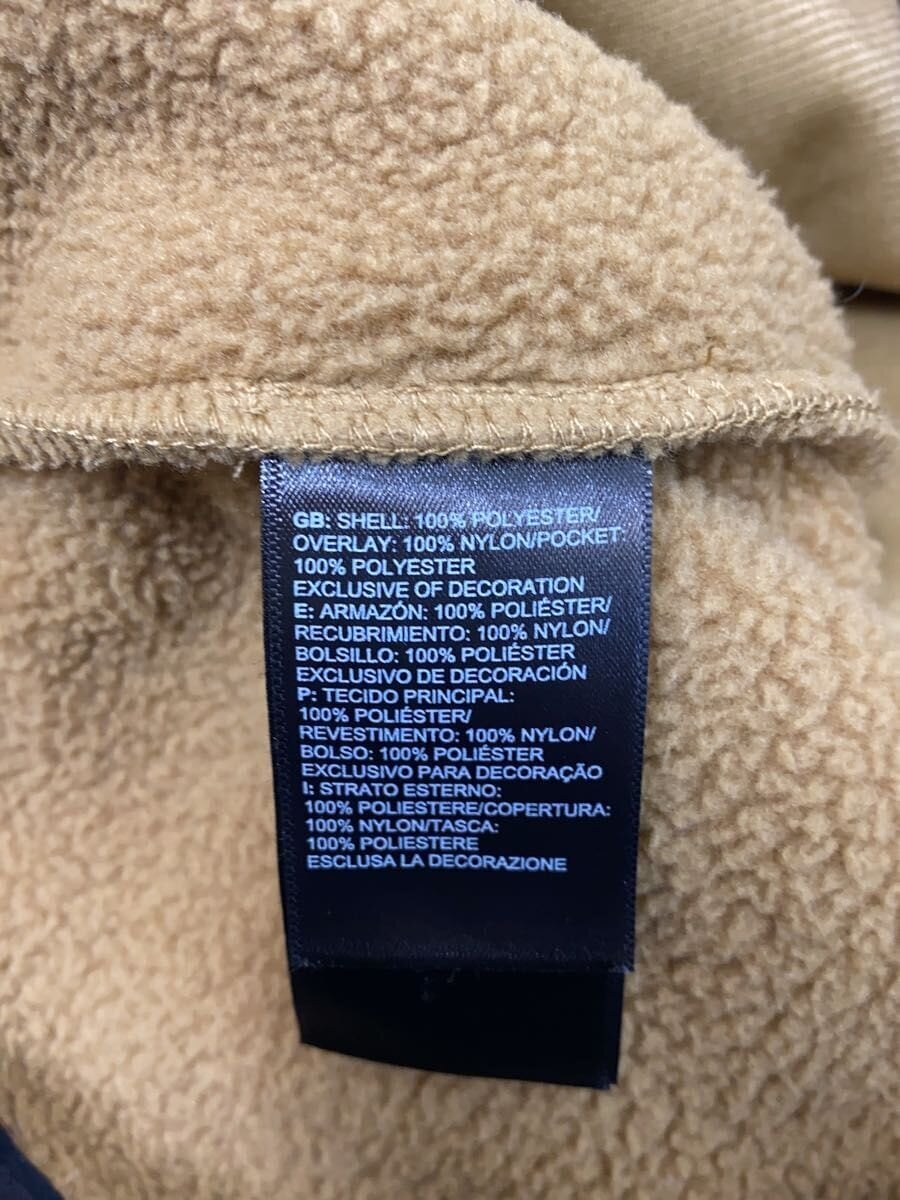 GB: SHELL: 100% POLYESTER/
OVERLAY: 100% NYLON/POCKET:
100% POLYESTER
EXCLUSIVE OF DECORATION
E: ARMAZÓN: 100% POLIÉSTER/
RECUBRIMIENTO: 100% NYLON/
BOLSILLO: 100% POLIÉSTER
EXCLUSIVO DE DECORACIÓN
P: TECIDO PRINCIPAL:
100% POLIÉSTER/
REVESTIMENTO: 100% NYLON/
BOLSO: 100% POLIÉSTER
EXCLUSIVO PARA DECORAÇÃO
I: STRATO ESTERNO:
100% POLIESTERE/COPERTURA:
100% NYLON/TASCA:
100% POLIESTERE
ESCLUSA LA DECORAZIONE